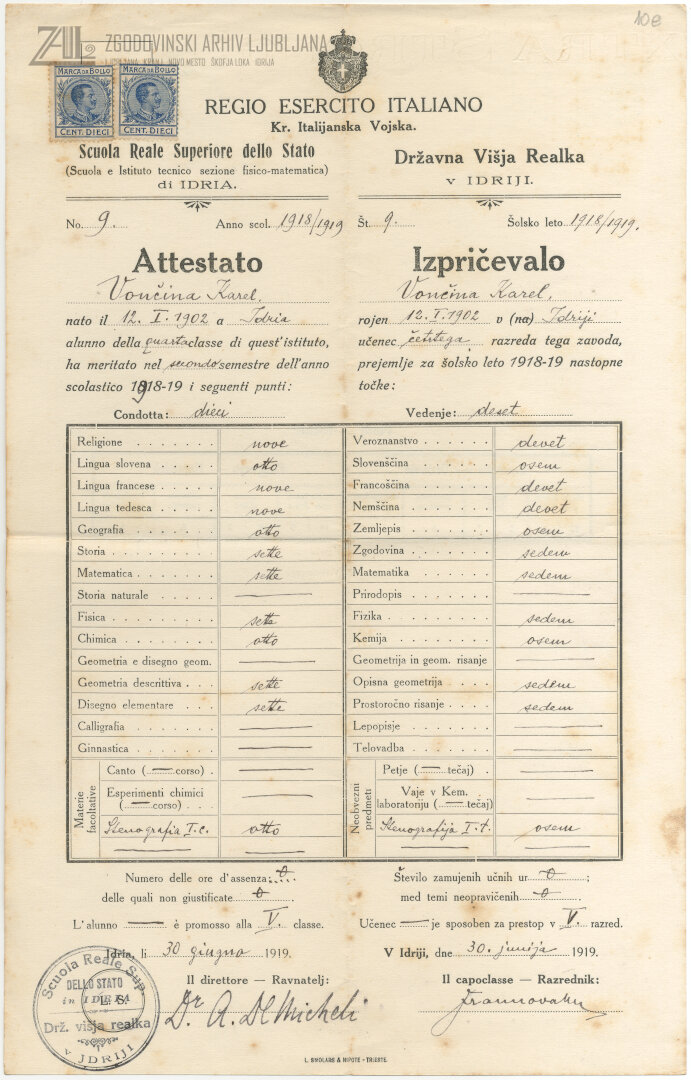 10e
ZAL ZGODOVINSKI ARHIV LJUBLJANA
LJUBLJANA KRANJ NOVO MESTO ŠKOFJA LOKA IDRIJA
MARCA DA BOLLO MARCA DA BOLLO
CENT. DIECI CENT. DIECI
REGIO ESERCITO ITALIANO
Kr. Italijanska Vojska.
Scuola Reale Superiore dello Stato
(Scuola e Istituto tecnico sezione fisico-matematica)
di IDRIA.
No. 9. Anno scol. 1918/1919
Attestato
Vončina Karel,
nato il 12. I. 1902 a Idria
alunno della quarta classe di quest'istituto,
ha meritato nel secondo semestre dell'anno
scolastico 1918-19 i seguenti punti:
Condotta: dieci
Državna Višja Realka
v IDRIJI.
Št. 9. Šolsko leto 1918/1919.
Izpričevalo
Vončina Karel,
rojen 12. I. 1902 v (na) Idriji
učenec četrtega razreda tega zavoda,
prejemlje za šolsko leto 1918-19 nastopne
točke:
Vedenje: deset
Religione . . . . . . . nove
Lingua slovena . . . . . . otto
Lingua francese . . . . . nove
Lingua tedesca . . . . . . nove
Geografia . . . . . . . otto
Storia . . . . . . . . sette
Matematica . . . . . . . sette
Storia naturale . . . . . —
Fisica . . . . . . . . sette
Chimica . . . . . . . otto
Geometria e disegno geom. —
Geometria descrittiva . . . sette
Disegno elementare . . . sette
Calligrafia . . . . . . —
Ginnastica . . . . . . —
Materie facoltative
Canto (— corso) . . . —
Esperimenti chimici
(— corso) . . . —
Stenografia I. c. otto
Veroznanstvo . . . . . devet
Slovenščina . . . . . . osem
Francoščina . . . . . . devet
Nemščina . . . . . . devet
Zemljepis . . . . . . osem
Zgodovina . . . . . . sedem
Matematika . . . . . . sedem
Prirodopis . . . . . . —
Fizika . . . . . . . sedem
Kemija . . . . . . . osem
Geometrija in geom. risanje —
Opisna geometrija . . . sedem
Prostoročno risanje . . . . sedem
Lepopisje . . . . . . —
Telovadba . . . . . . —
Neobvezni predmeti
Petje (— tečaj) . —
Vaje v Kem.
laboratoriju (— tečaj) —
Stenografija I. t. osem
Numero delle ore d'assenza: 0
delle quali non giustificate 0
L'alunno — è promosso alla V. classe.
Idria, li 30 giugno 1919.
Il direttore — Ravnatelj:
Dr A. De Micheli
Število zamujenih učnih ur 0;
med temi neopravičenih 0
Učenec — je sposoben za prestop v V. razred.
V Idriji, dne 30. junija 1919.
Il capoclasse — Razrednik:
Scuola Reale Sup.
DELLO STATO
in IDRIA
L. S.
Drž. višja realka
v JDRIJI
L. SMOLARS & NIPOTE - TRIESTE.